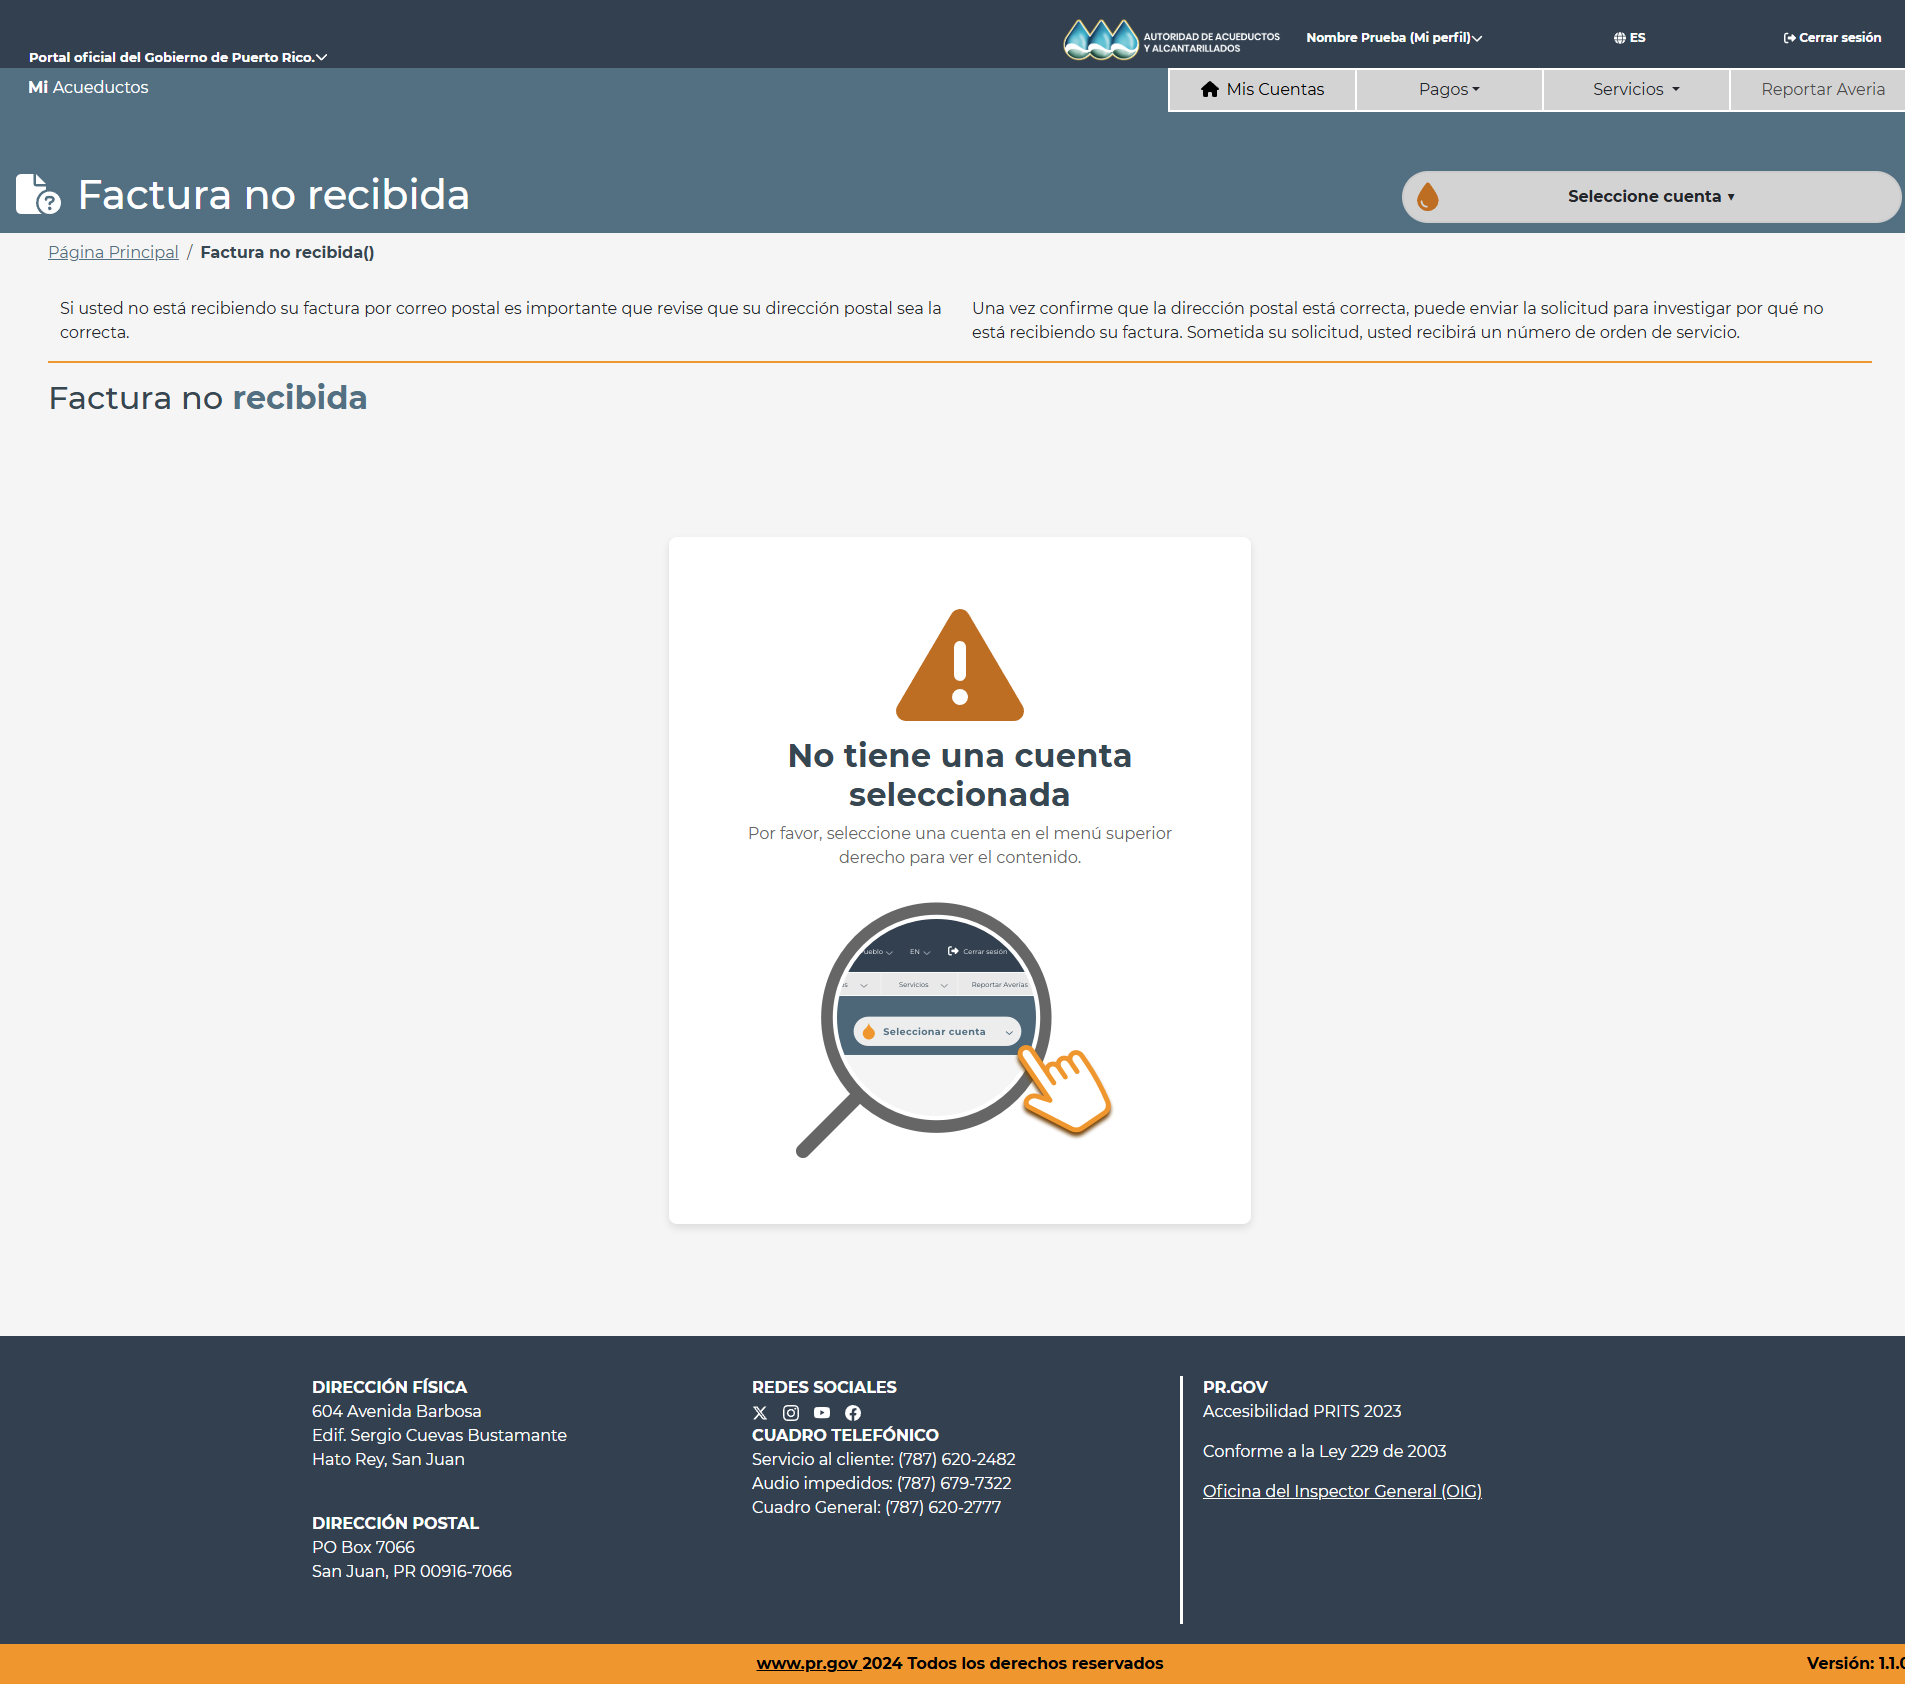 Portal oficial del Gobierno de Puerto Rico.
AUTORIDAD DE ACUEDUCTOS
Y ALCANTARILLADOS
Nombre Prueba (Mi perfil)
ES
Cerrar sesión
Mi Acueductos
Mis Cuentas
Pagos
Servicios
Reportar Averia
Factura no recibida
Seleccione cuenta
Página Principal / Factura no recibida()
Si usted no está recibiendo su factura por correo postal es importante que revise que su dirección postal sea la
correcta.
Una vez confirme que la dirección postal está correcta, puede enviar la solicitud para investigar por qué no
está recibiendo su factura. Sometida su solicitud, usted recibirá un número de orden de servicio.
Factura no recibida
No tiene una cuenta
seleccionada
Por favor, seleccione una cuenta en el menú superior
derecho para ver el contenido.
EN
Cerrar sesión
Servicios
Reportar Averías
Seleccionar cuenta
DIRECCIÓN FÍSICA
604 Avenida Barbosa
Edif. Sergio Cuevas Bustamante
Hato Rey, San Juan
DIRECCIÓN POSTAL
PO Box 7066
San Juan, PR 00916-7066
REDES SOCIALES
CUADRO TELEFÓNICO
Servicio al cliente: (787) 620-2482
Audio impedidos: (787) 679-7322
Cuadro General: (787) 620-2777
PR.GOV
Accesibilidad PRITS 2023
Conforme a la Ley 229 de 2003
Oficina del Inspector General (OIG)
www.pr.gov 2024 Todos los derechos reservados
Versión: 1.1.0